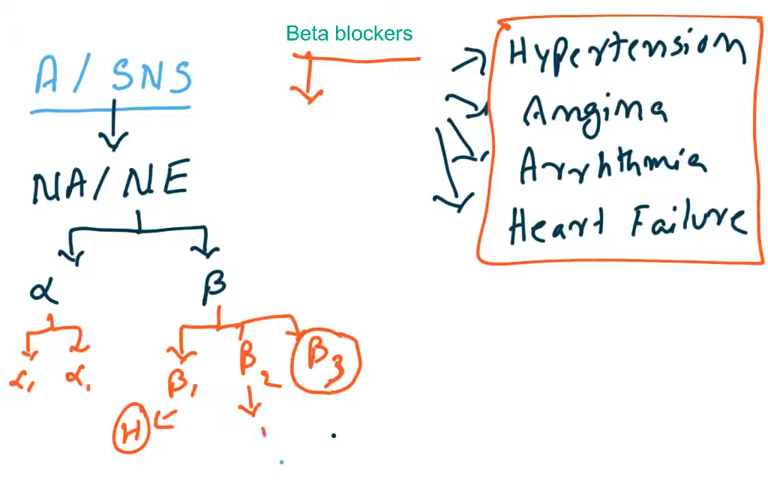 Beta blockers
A / SNS
NA / NE
α
β
α1
α1
β1
β2
β3
H
Hypertension
Angina
Arrhthmia
Heart Failure